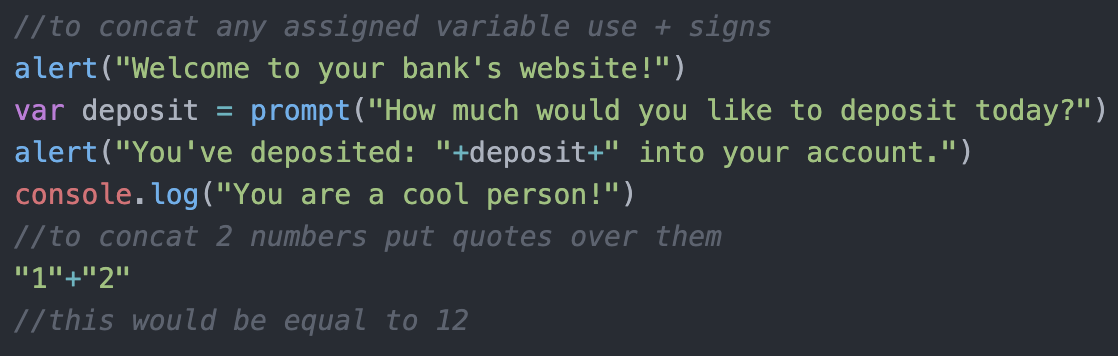 //to concat any assigned variable use + signs
alert("Welcome to your bank's website!")
var deposit = prompt("How much would you like to deposit today?")
alert("You've deposited: "+deposit+" into your account.")
console.log("You are a cool person!")
//to concat 2 numbers put quotes over them
"1"+"2"
//this would be equal to 12